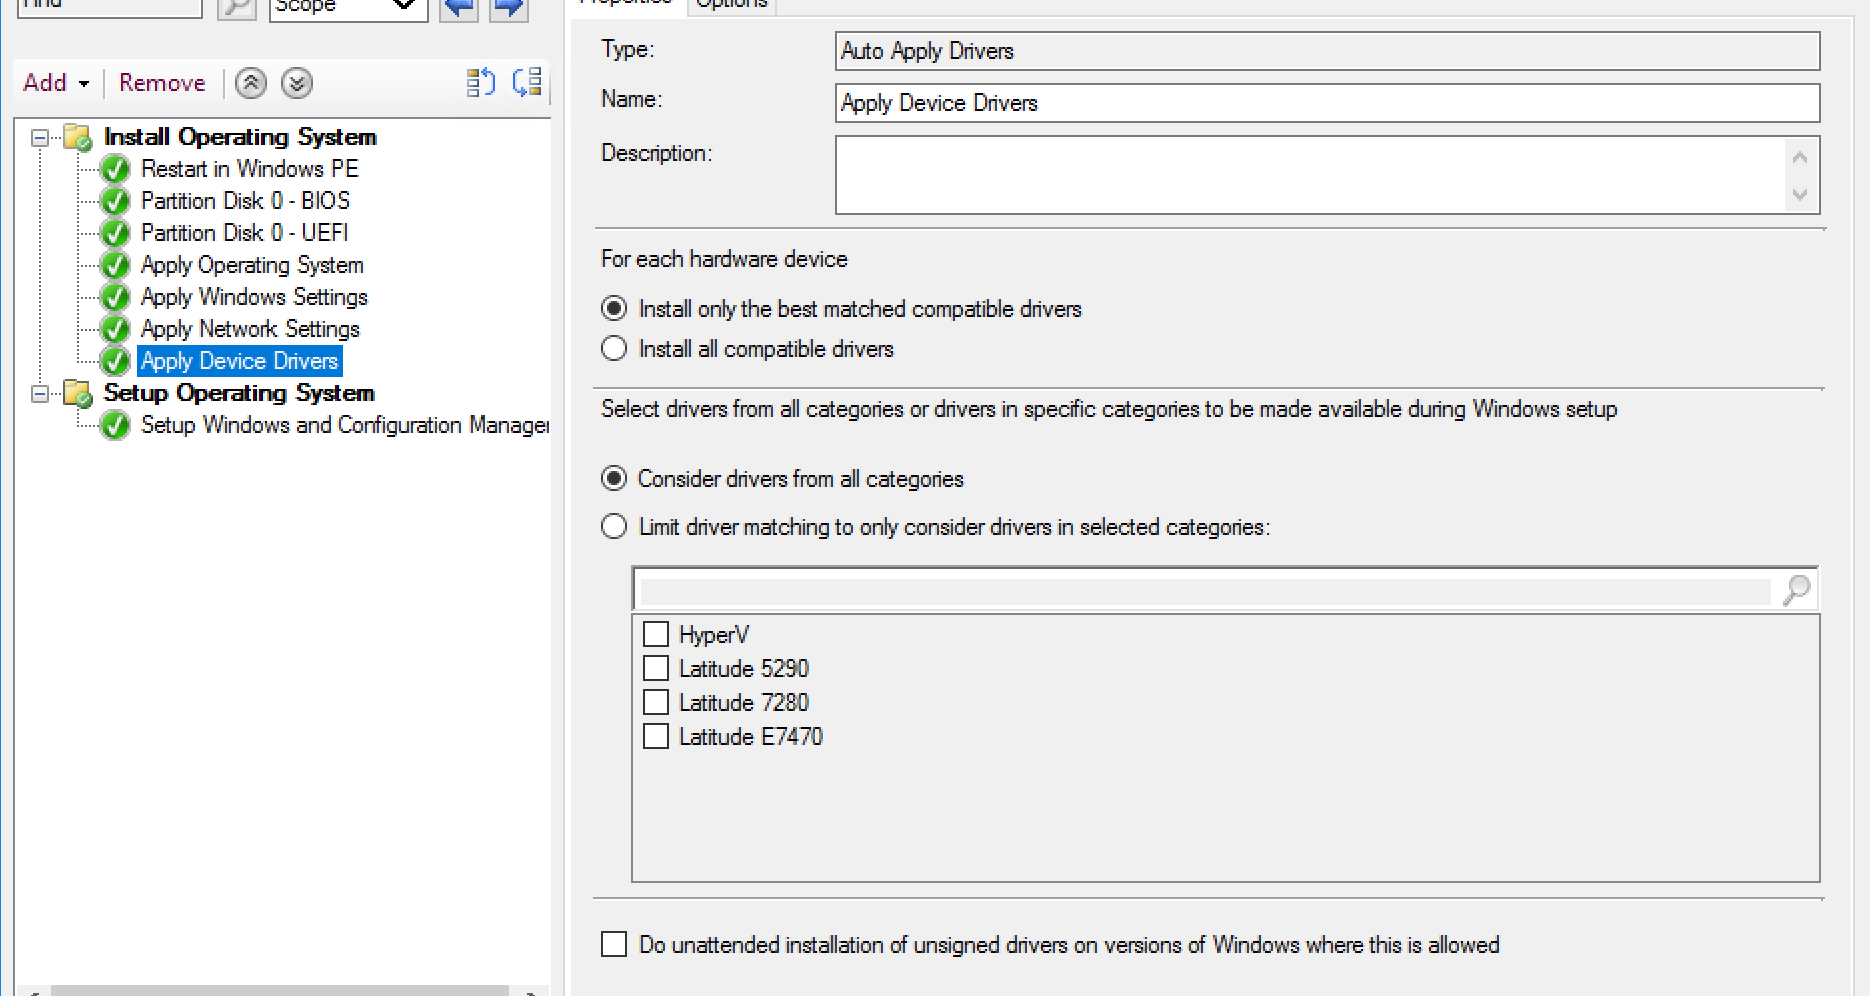 Find
Scope
Properties
Options
Add
Remove
Install Operating System
Restart in Windows PE
Partition Disk 0 - BIOS
Partition Disk 0 - UEFI
Apply Operating System
Apply Windows Settings
Apply Network Settings
Apply Device Drivers
Setup Operating System
Setup Windows and Configuration Manager
Type:
Auto Apply Drivers
Name:
Apply Device Drivers
Description:
For each hardware device
Install only the best matched compatible drivers
Install all compatible drivers
Select drivers from all categories or drivers in specific categories to be made available during Windows setup
Consider drivers from all categories
Limit driver matching to only consider drivers in selected categories:
HyperV
Latitude 5290
Latitude 7280
Latitude E7470
Do unattended installation of unsigned drivers on versions of Windows where this is allowed